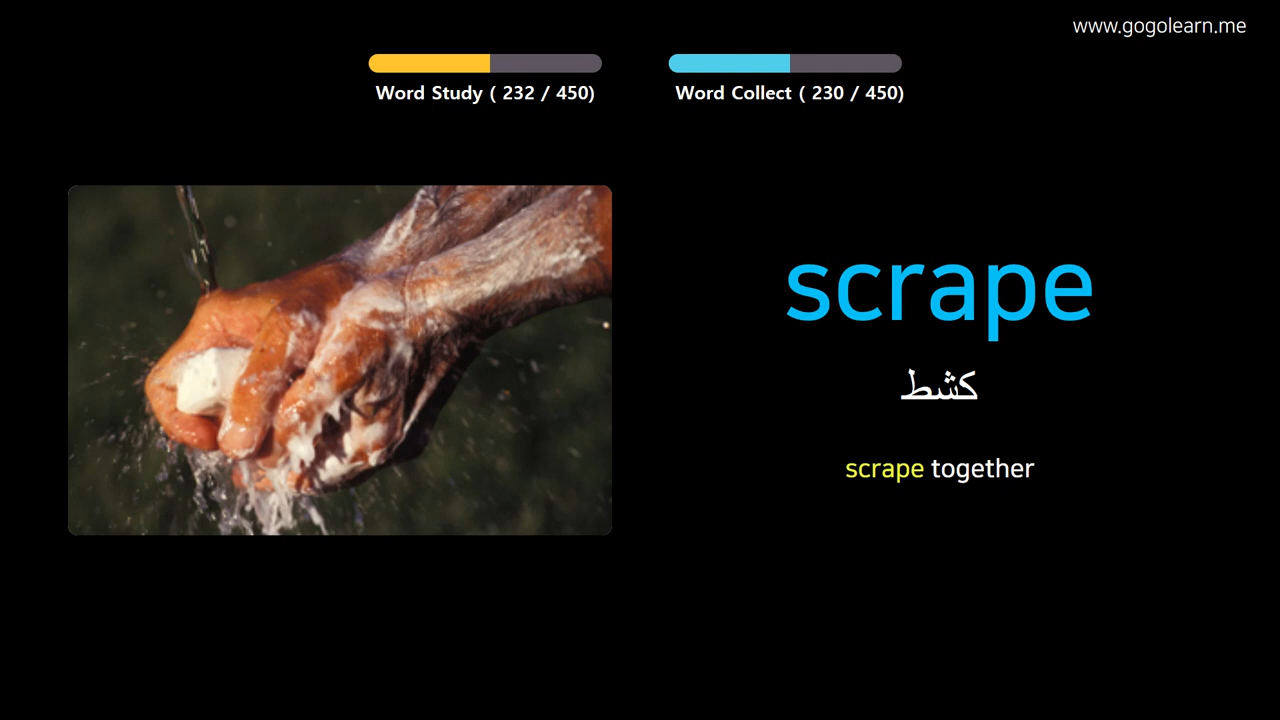 www.gogolearn.me
Word Study ( 232 / 450)
Word Collect ( 230 / 450)
scrape
كشط
scrape together